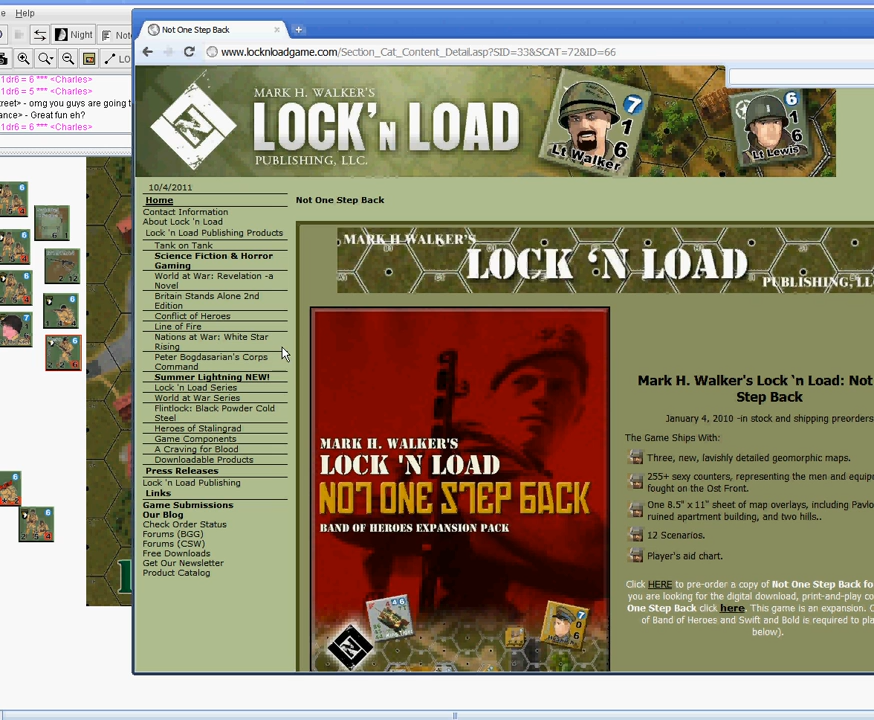 e Help
Night
Note
LO
1dr6 = 6 *** <Charles>
1dr6 = 5 *** <Charles>
treet> - omg you guys are going t
ance> - Great fun eh?
1dr6 = 6 *** <Charles>
Not One Step Back
www.locknloadgame.com/Section_Cat_Content_Detail.asp?SID=33&SCAT=72&ID=66
MARK H. WALKER'S
LOCK'N LOAD
PUBLISHING, LLC.
7
1
6
Lt Walker
6
1
6
Lt Lewis
10/4/2011
Home
Contact Information
About Lock 'n Load
Lock 'n Load Publishing Products
Tank on Tank
Science Fiction & Horror
Gaming
World at War: Revelation -a
Novel
Britain Stands Alone 2nd
Edition
Conflict of Heroes
Line of Fire
Nations at War: White Star
Rising
Peter Bogdasarian's Corps
Command
Summer Lightning NEW!
Lock 'n Load Series
World at War Series
Flintlock: Black Powder Cold
Steel
Heroes of Stalingrad
Game Components
A Craving for Blood
Downloadable Products
Press Releases
Lock 'n Load Publishing
Links
Game Submissions
Our Blog
Check Order Status
Forums (BGG)
Forums (CSW)
Free Downloads
Get Our Newsletter
Product Catalog
Not One Step Back
MARK H WALKER'S
LOCK 'N LOAD
PUBLISHING, LL
MARK H. WALKER'S
LOCK 'N LOAD
NOT ONE STEP BACK
BAND OF HEROES EXPANSION PACK
Mark H. Walker's Lock 'n Load: Not
Step Back
January 4, 2010 -in stock and shipping preorders
The Game Ships With:
Three, new, lavishly detailed geomorphic maps.
255+ sexy counters, representing the men and equip
fought on the Ost Front.
One 8.5" x 11" sheet of map overlays, including Pavlo
ruined apartment building, and two hills..
12 Scenarios.
Player's aid chart.
Click HERE to pre-order a copy of Not One Step Back fo
you are looking for the digital download, print-and-play co
One Step Back click here. This game is an expansion. O
of Band of Heroes and Swift and Bold is required to pla
below).